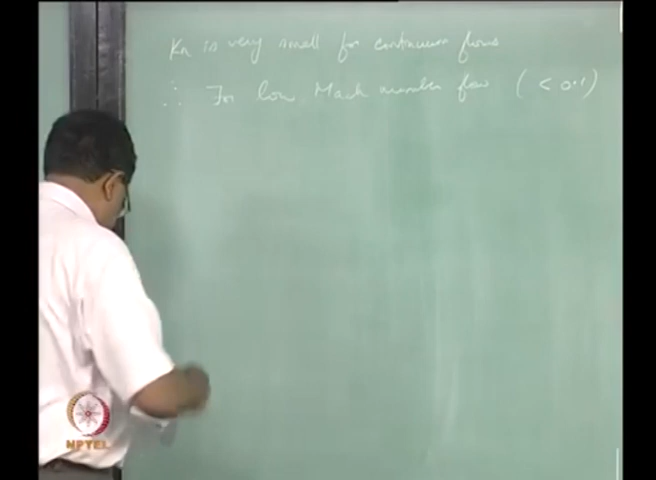 Kn is very small for continuum flows
∴ For low Mach number flow ( < 0.1 )
NPTEL